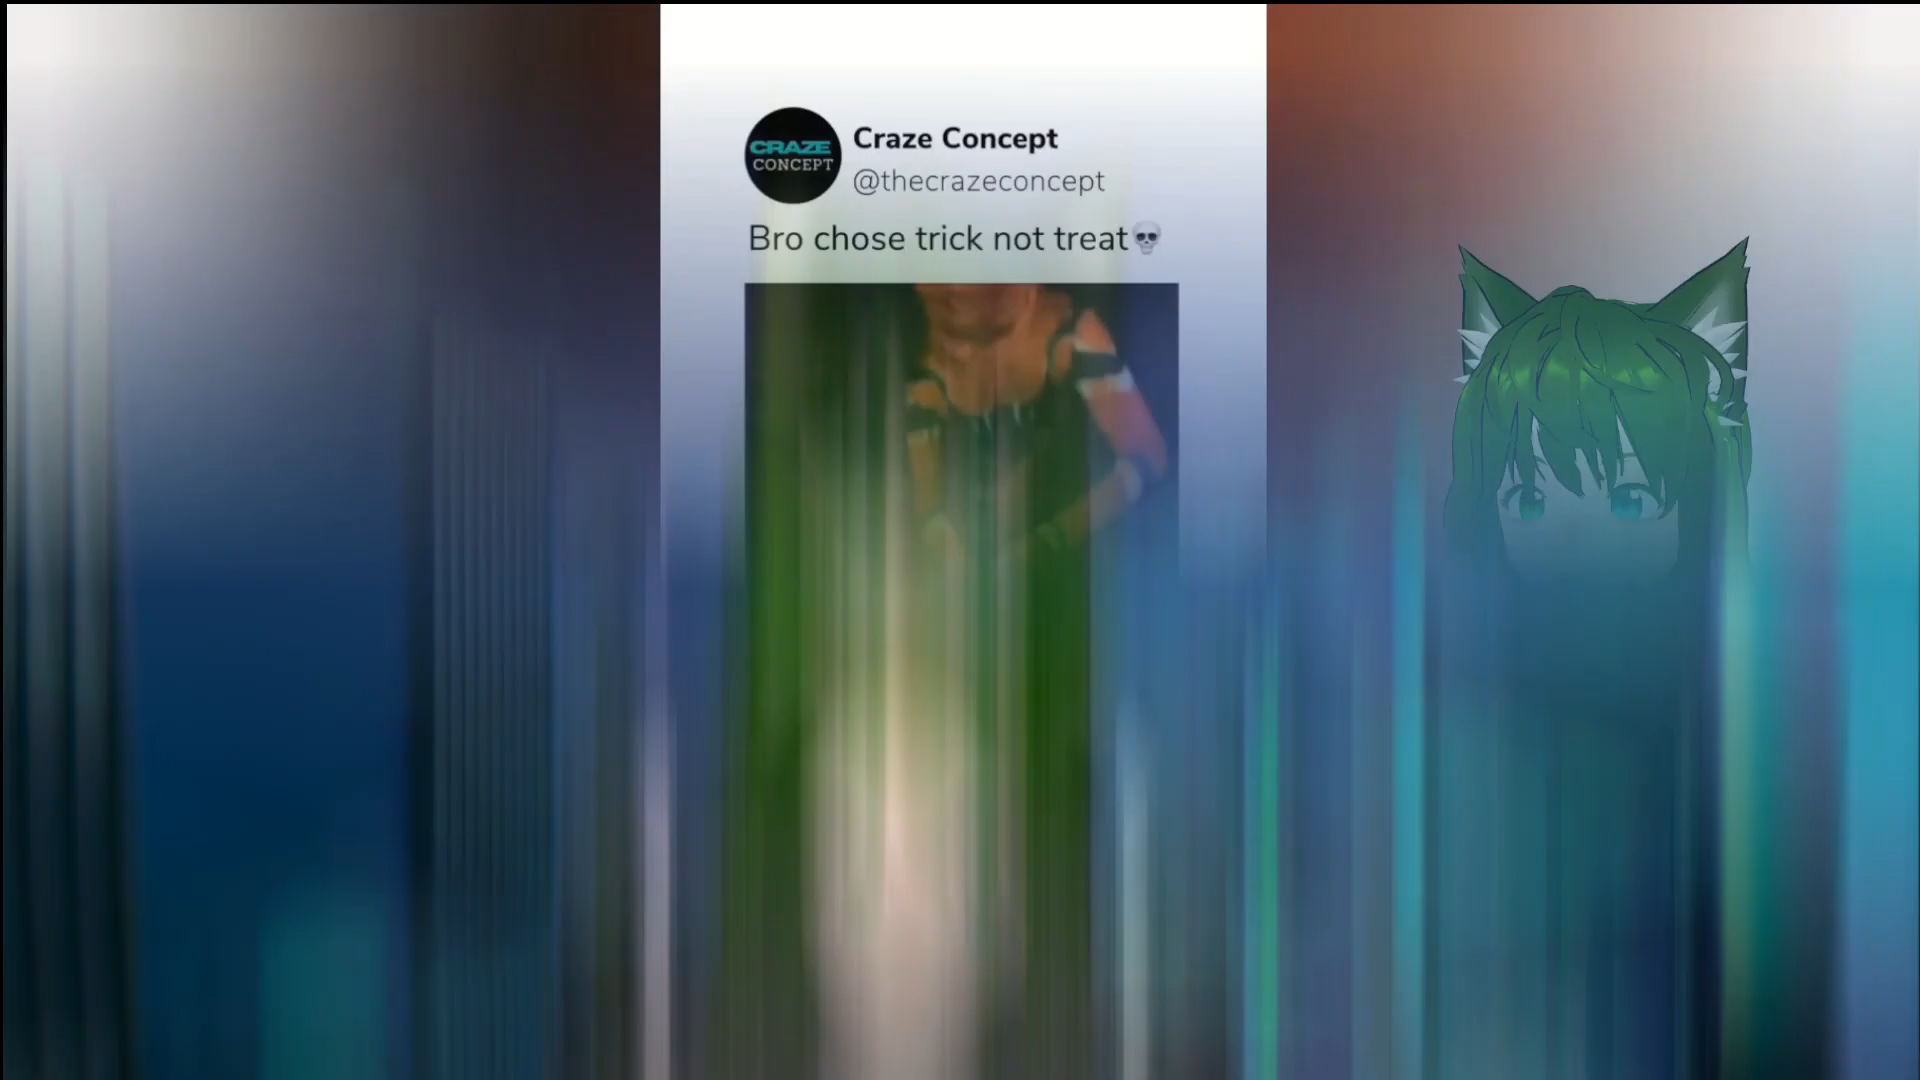 CRAZE
CONCEPT
Craze Concept
@thecrazeconcept
Bro chose trick not treat💀